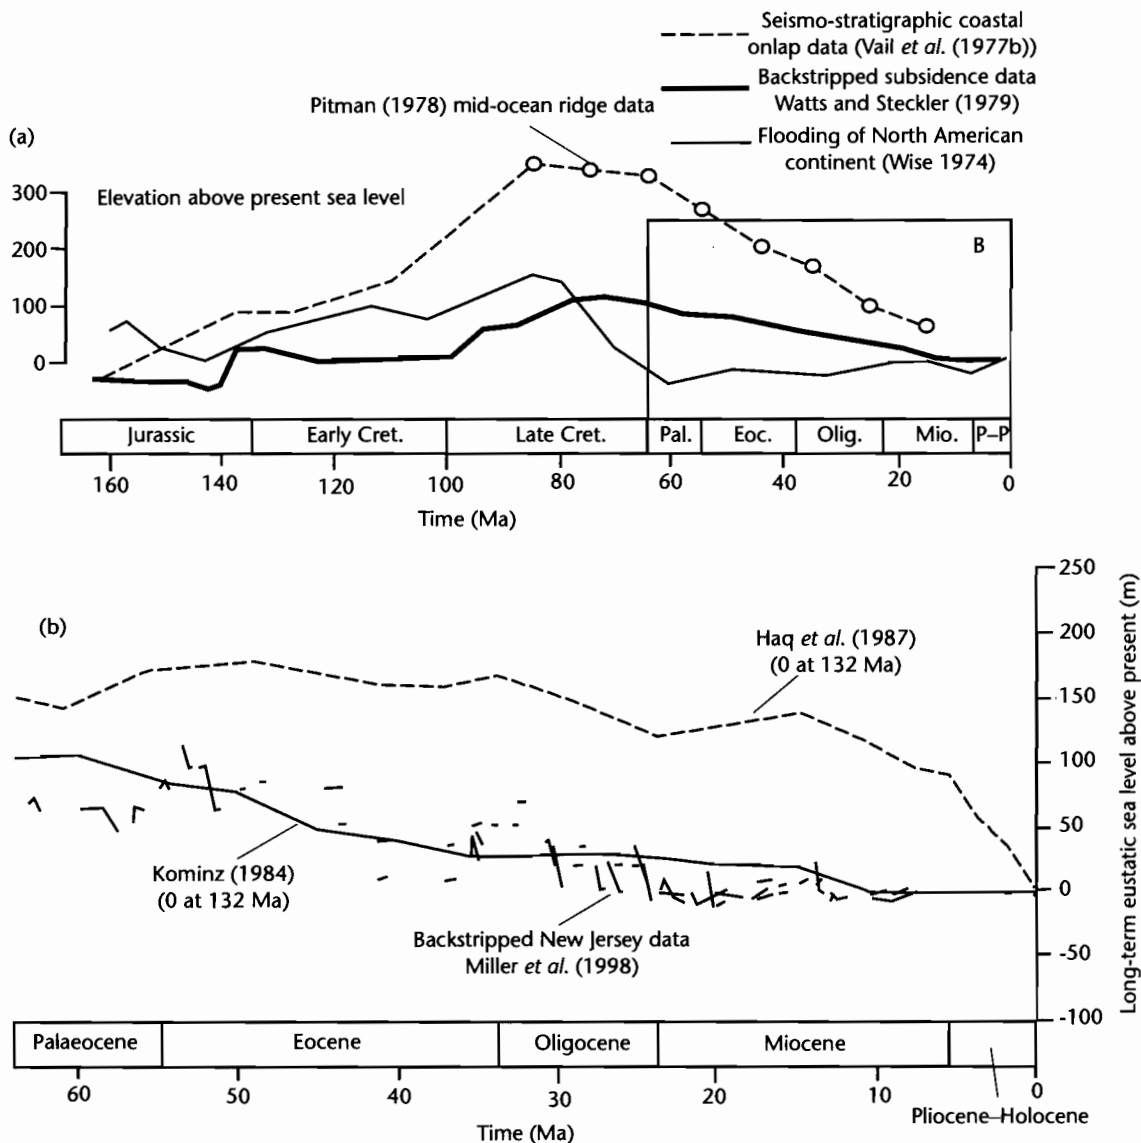 Seismo-stratigraphic coastal
onlap data (Vail et al. (1977b))
Backstripped subsidence data
Watts and Steckler (1979)
Flooding of North American
continent (Wise 1974)
Pitman (1978) mid-ocean ridge data
(a)
Elevation above present sea level
300
200
100
0
B
Jurassic
Early Cret.
Late Cret.
Pal.
Eoc.
Olig.
Mio.
P–P
160
140
120
100
80
60
40
20
0
Time (Ma)
(b)
Haq et al. (1987)
(0 at 132 Ma)
Kominz (1984)
(0 at 132 Ma)
Backstripped New Jersey data
Miller et al. (1998)
250
200
150
100
50
0
-50
-100
Long-term eustatic sea level above present (m)
Palaeocene
Eocene
Oligocene
Miocene
60
50
40
30
20
10
0
Pliocene–Holocene
Time (Ma)